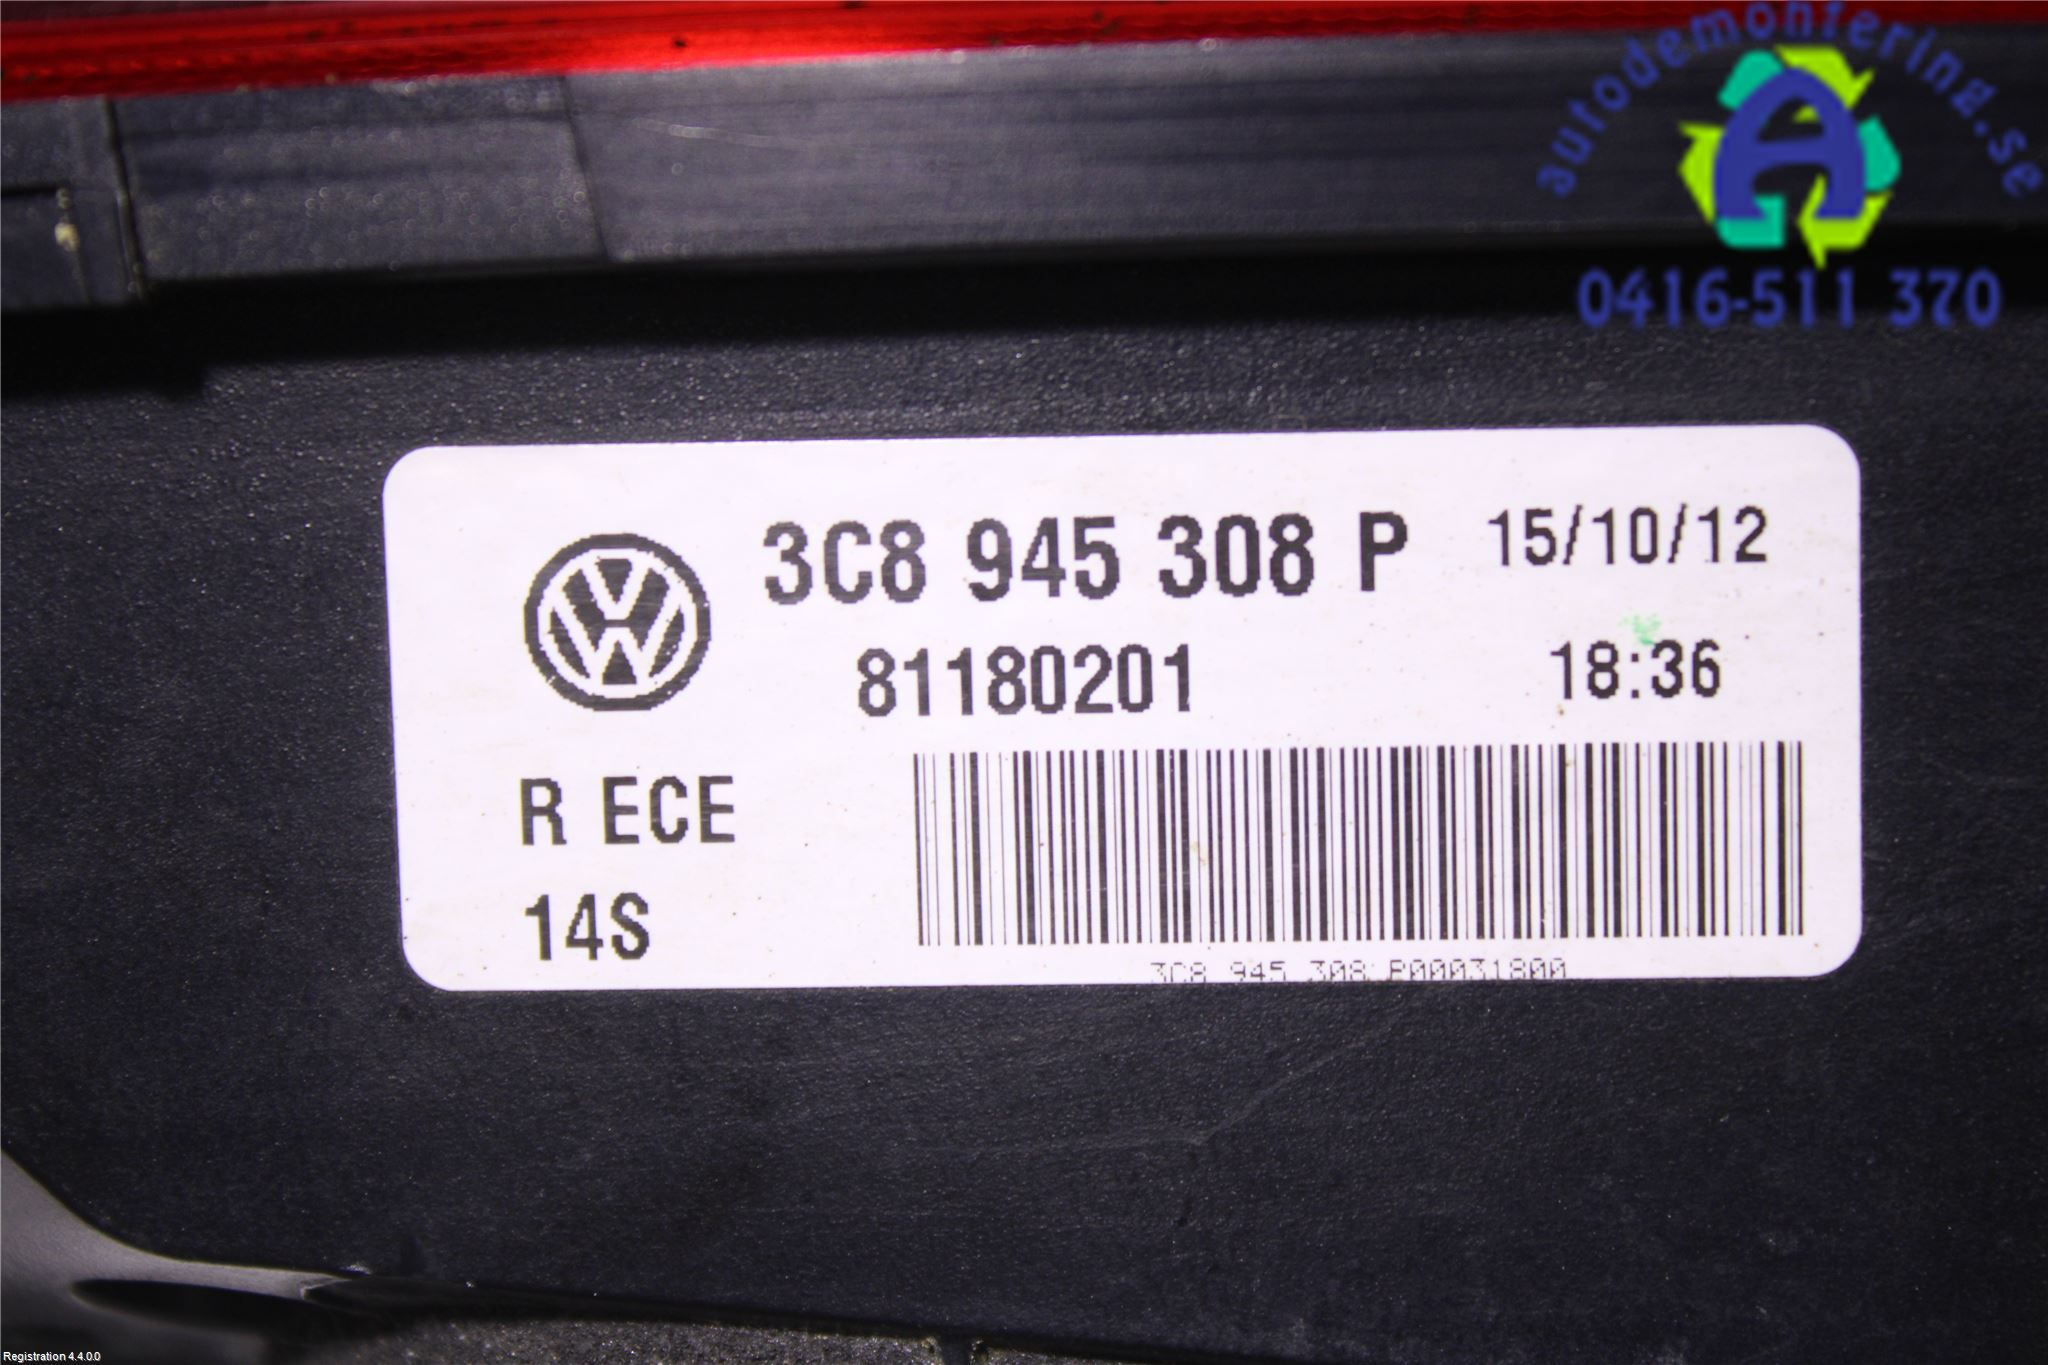 autodemontering.se
A
0416-511 370
3C8 945 308 P 15/10/12
81180201 18:36
R ECE
14S
3C8 945 308 P00031800
Registration 4.4.0.0